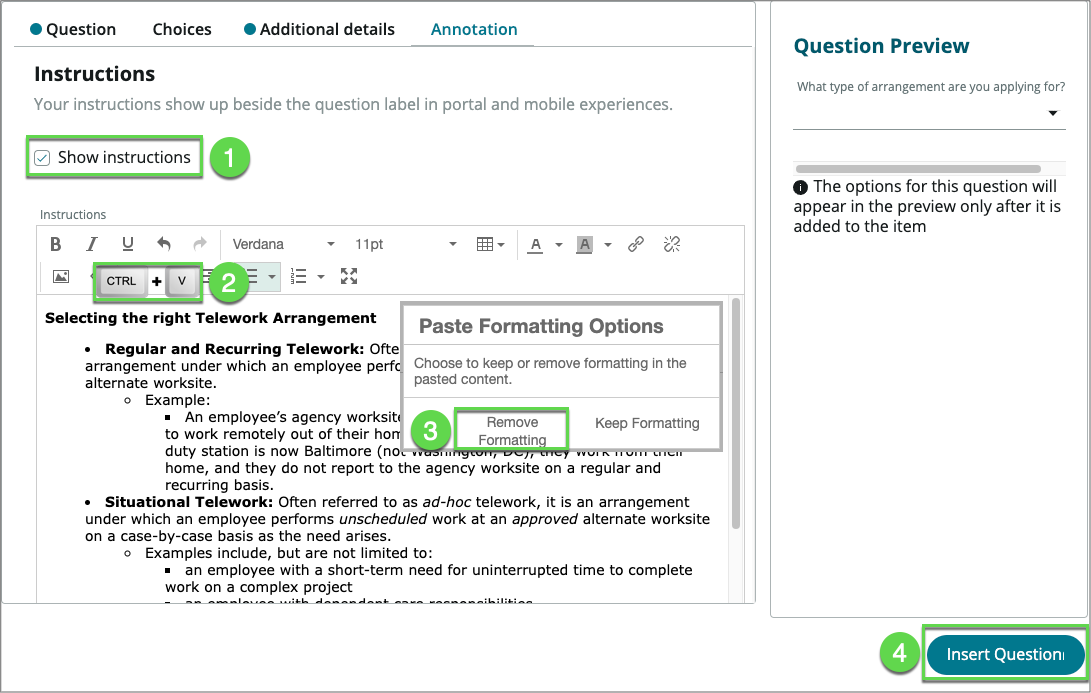 Question Choices Additional details Annotation
Instructions
Your instructions show up beside the question label in portal and mobile experiences.
Show instructions 1
Instructions
B I U Verdana 11pt A A
CTRL + V 2
Selecting the right Telework Arrangement
Regular and Recurring Telework: Ofte
arrangement under which an employee perfo
alternate worksite.
Example:
An employee's agency worksite
to work remotely out of their hom
duty station is now Baltimore (not Washington, DC), they work from their
home, and they do not report to the agency worksite on a regular and
recurring basis.
Situational Telework: Often referred to as ad-hoc telework, it is an arrangement
under which an employee performs unscheduled work at an approved alternate worksite
on a case-by-case basis as the need arises.
Examples include, but are not limited to:
an employee with a short-term need for uninterrupted time to complete
work on a complex project
an employee with dependent care responsibilities
Paste Formatting Options
Choose to keep or remove formatting in the
pasted content.
3 Remove
Formatting
Keep Formatting
Question Preview
What type of arrangement are you applying for?
The options for this question will
appear in the preview only after it is
added to the item
4 Insert Question